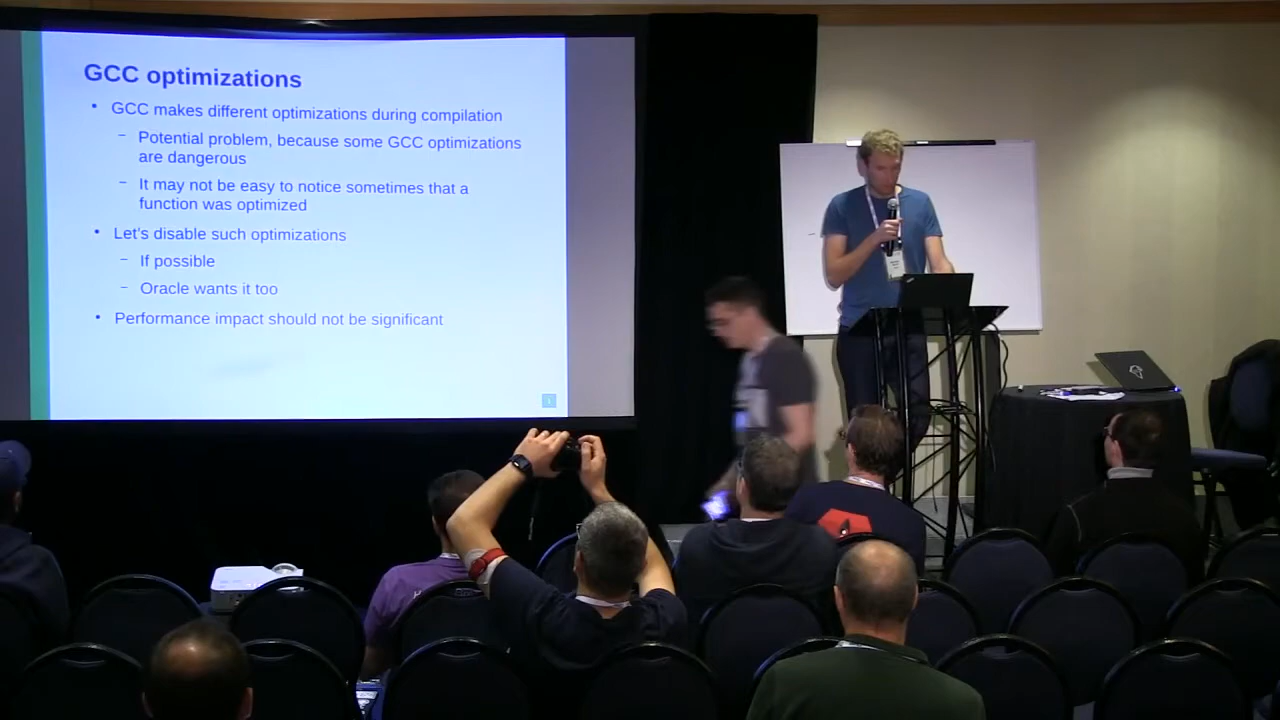 GCC optimizations
• GCC makes different optimizations during compilation
– Potential problem, because some GCC optimizations
are dangerous
– It may not be easy to notice sometimes that a
function was optimized
• Let's disable such optimizations
– If possible
– Oracle wants it too
• Performance impact should not be significant